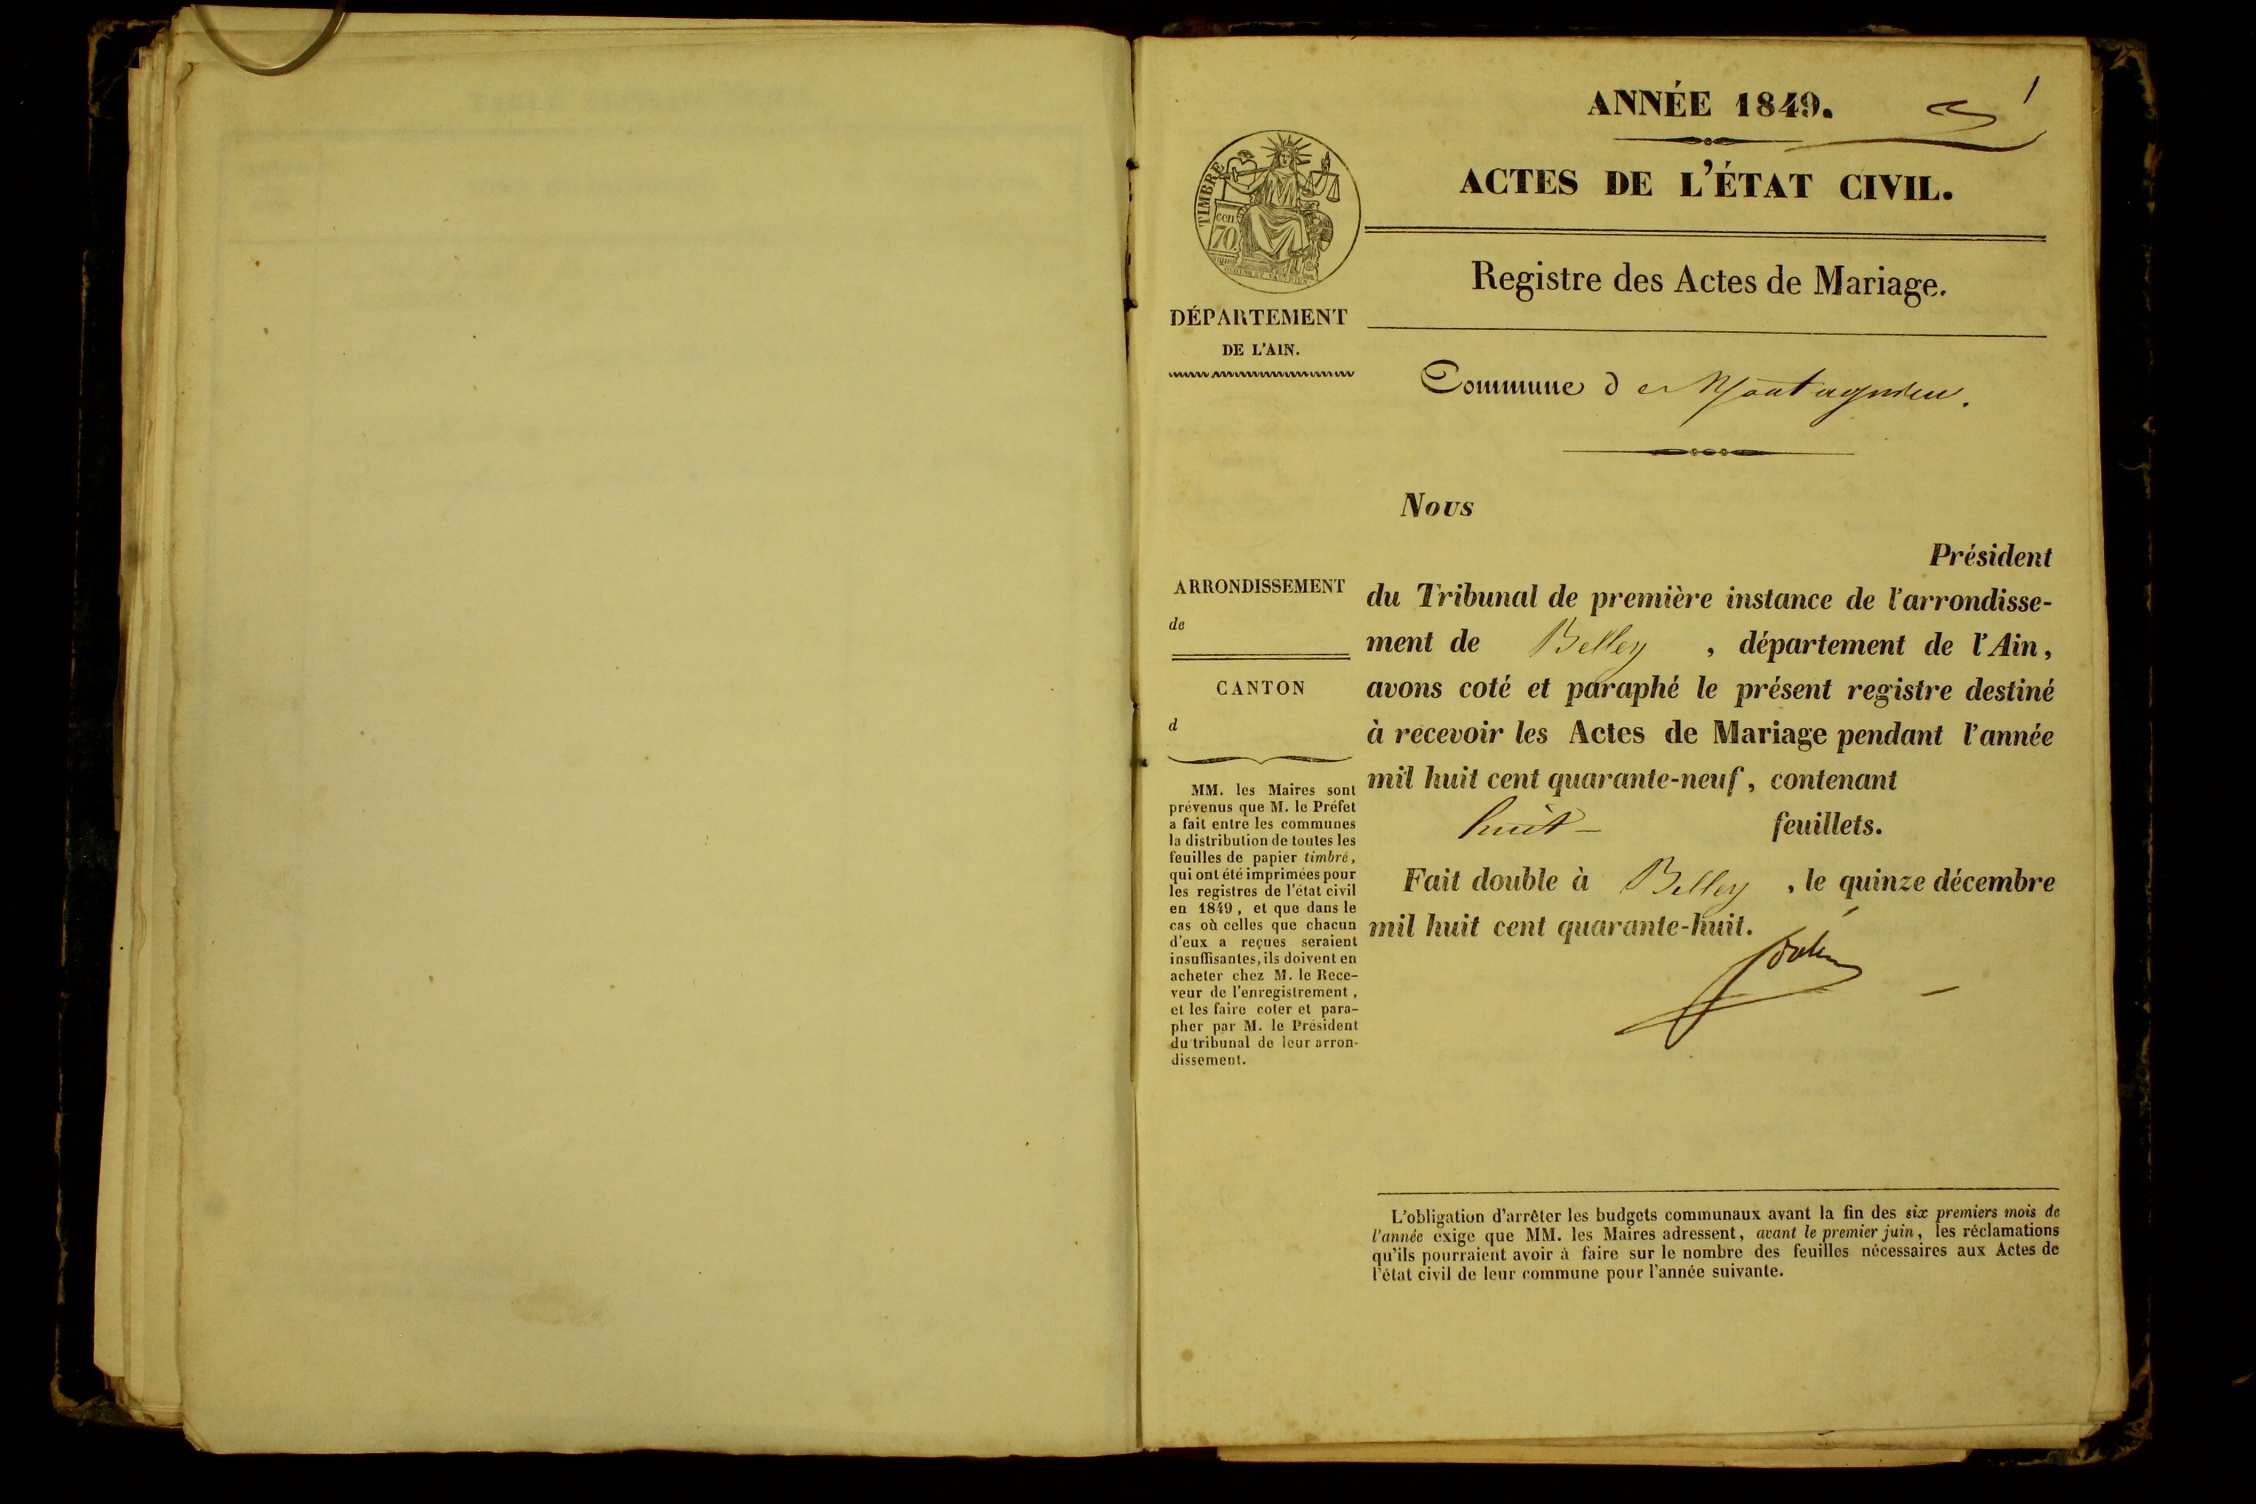 1
ANNÉE 1849.
ACTES DE L'ÉTAT CIVIL.
TIMBRE
cen
70.
Registre des Actes de Mariage.
DÉPARTEMENT
DE L'AIN.
Commune de Montagnieu.
Nous
Président
du Tribunal de première instance de l'arrondisse-
ment de Belley, département de l'Ain,
avons coté et paraphé le présent registre destiné
à recevoir les Actes de Mariage pendant l'année
mil huit cent quarante-neuf, contenant
huit feuillets.
Fait double à Belley, le quinze décembre
mil huit cent quarante-huit.
ARRONDISSEMENT
de
CANTON
d
MM. les Maires sont
prévenus que M. le Préfet
a fait entre les communes
la distribution de toutes les
feuilles de papier timbré,
qui ont été imprimées pour
les registres de l'état civil
en 1849, et que dans le
cas où celles que chacun
d'eux a reçues seraient
insuffisantes, ils doivent en
acheter chez M. le Rece-
veur de l'enregistrement,
et les faire coter et para-
pher par M. le Président
du tribunal de leur arron-
dissement.
L'obligation d'arrêter les budgets communaux avant la fin des six premiers mois de
l'année exige que MM. les Maires adressent, avant le premier juin, les réclamations
qu'ils pourraient avoir à faire sur le nombre des feuilles nécessaires aux Actes de
l'état civil de leur commune pour l'année suivante.